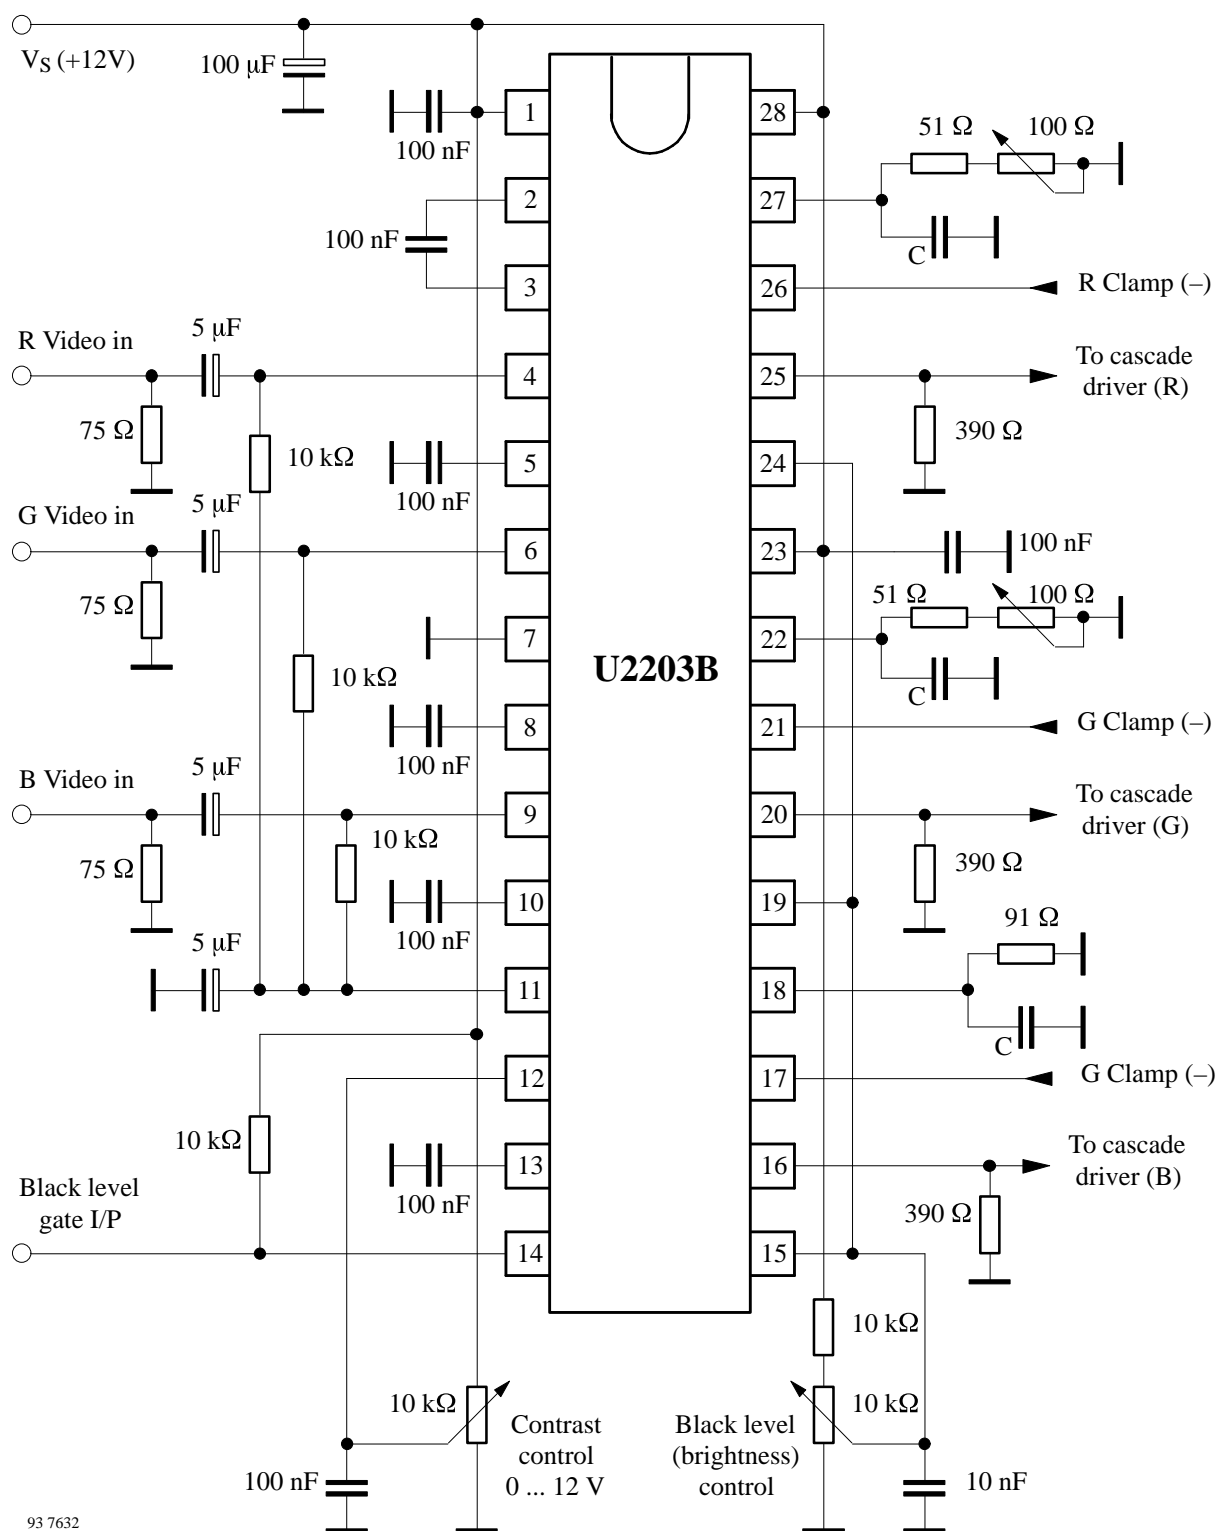 VS (+12V)
100 µF
1
28
100 nF
51 Ω
100 Ω
2
27
100 nF
C
3
26
R Clamp (–)
R Video in
5 µF
4
25
To cascade
driver (R)
75 Ω
10 kΩ
390 Ω
5
24
100 nF
G Video in
5 µF
6
23
100 nF
75 Ω
51 Ω
100 Ω
7
22
U2203B
10 kΩ
C
8
21
G Clamp (–)
100 nF
B Video in
5 µF
9
20
To cascade
driver (G)
10 kΩ
75 Ω
390 Ω
10
19
100 nF
91 Ω
5 µF
11
18
C
12
17
G Clamp (–)
10 kΩ
13
16
To cascade
driver (B)
100 nF
Black level
gate I/P
390 Ω
14
15
10 kΩ
10 kΩ
10 kΩ
Contrast
control
0 ... 12 V
Black level
(brightness)
control
100 nF
10 nF
93 7632